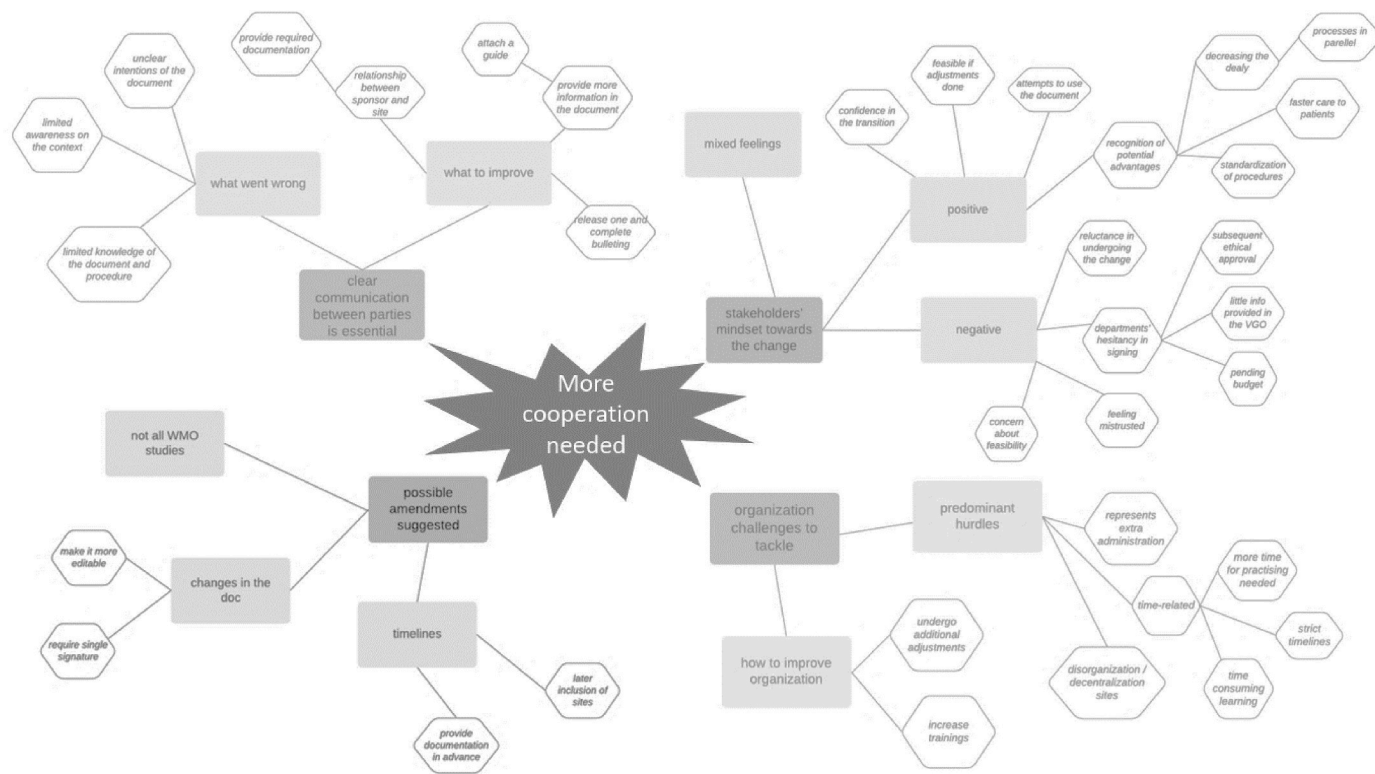 provide required
documentation
attach a
guide
unclear
intentions of the
document
relationship
between
sponsor and
site
provide more
information in
the document
limited
awareness on
the context
what went wrong
what to improve
release one and
complete
bulleting
limited knowledge of
the document and
procedure
clear
communication
between parties
is essential
processes in
parellel
decreasing the
dealy
feasible if
adjustments
done
attempts to use
the document
confidence in
the transition
faster care to
patients
mixed feelings
recognition of
potential
advantages
standardization
of procedures
positive
reluctance in
undergoing
the change
subsequent
ethical
approval
stakeholders'
mindset towards
the change
negative
departments'
hesitancy in
signing
little info
provided in
the VGO
pending
budget
concern
about
feasibility
feeling
mistrusted
More
cooperation
needed
not all WMO
studies
possible
amendments
suggested
make it more
editable
changes in the
doc
require single
signature
timelines
later
inclusion of
sites
provide
documentation
in advance
organization
challenges to
tackle
predominant
hurdles
represents
extra
administration
more time
for practising
needed
time-related
strict
timelines
time
consuming
learning
disorganization /
decentralization
sites
how to improve
organization
undergo
additional
adjustments
increase
trainings